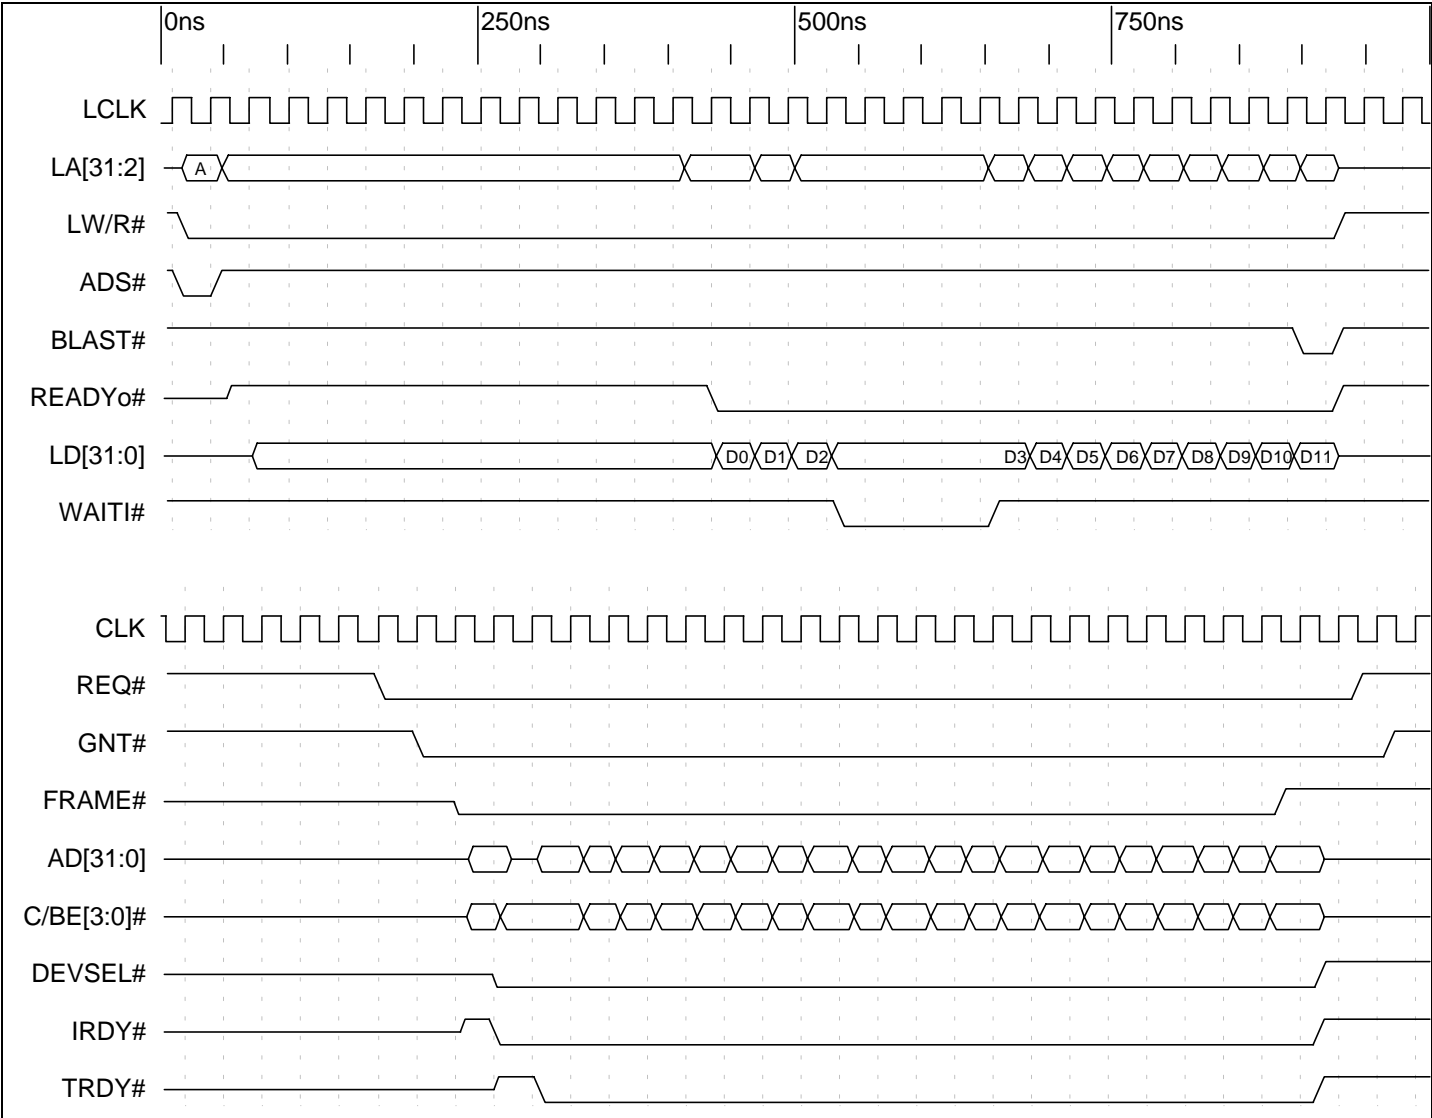 0ns 250ns 500ns 750ns
LCLK
LA[31:2] A
LW/R#
ADS#
BLAST#
READYo#
LD[31:0] D0 D1 D2 D3 D4 D5 D6 D7 D8 D9 D10 D11
WAITI#
CLK
REQ#
GNT#
FRAME#
AD[31:0]
C/BE[3:0]#
DEVSEL#
IRDY#
TRDY#